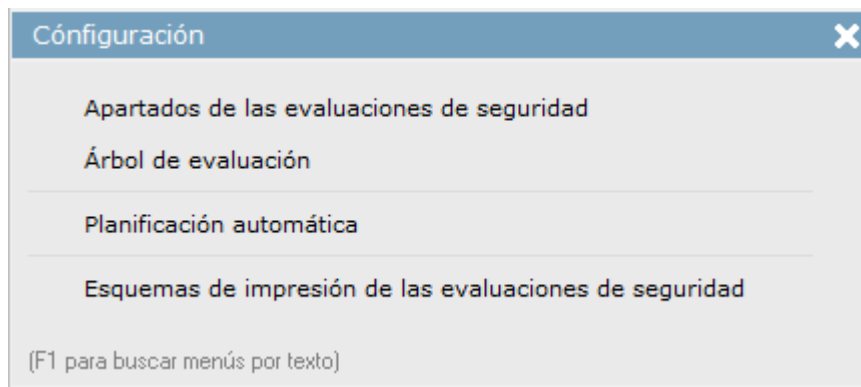 Cónfiguración
Apartados de las evaluaciones de seguridad
Árbol de evaluación
Planificación automática
Esquemas de impresión de las evaluaciones de seguridad
(F1 para buscar menús por texto)